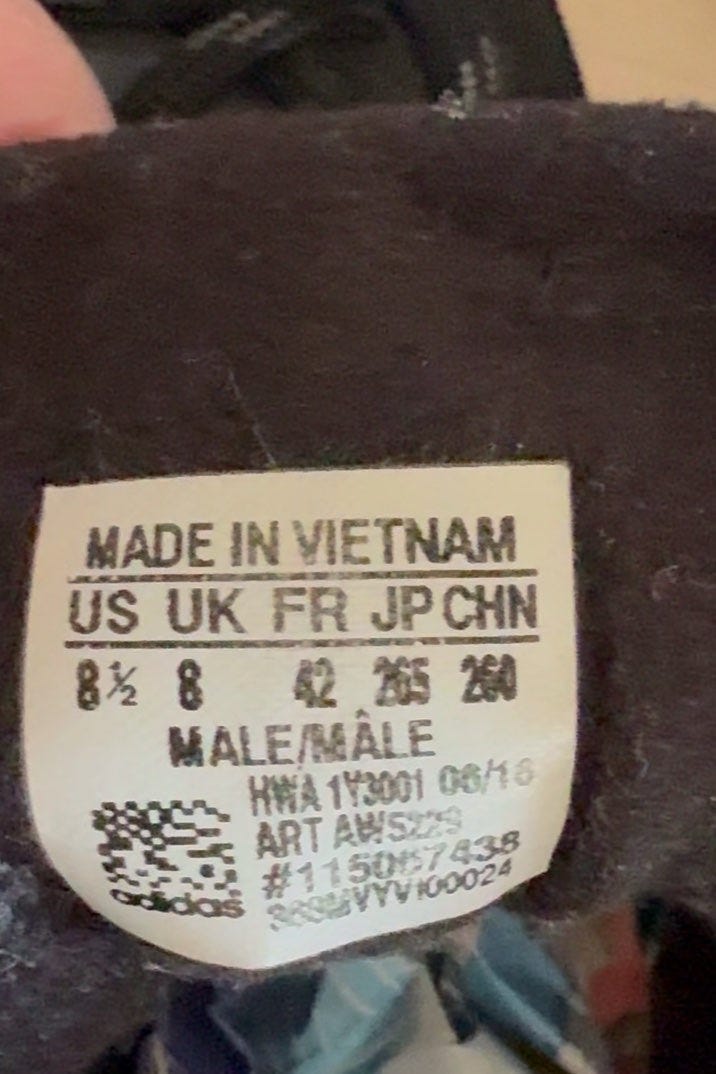 MADE IN VIETNAM
US UK FR JP CHN
8½ 8 42 265 260
MALE/MÂLE
HWA 1Y3001 06/16
ART AW5229
#115067438
adidas